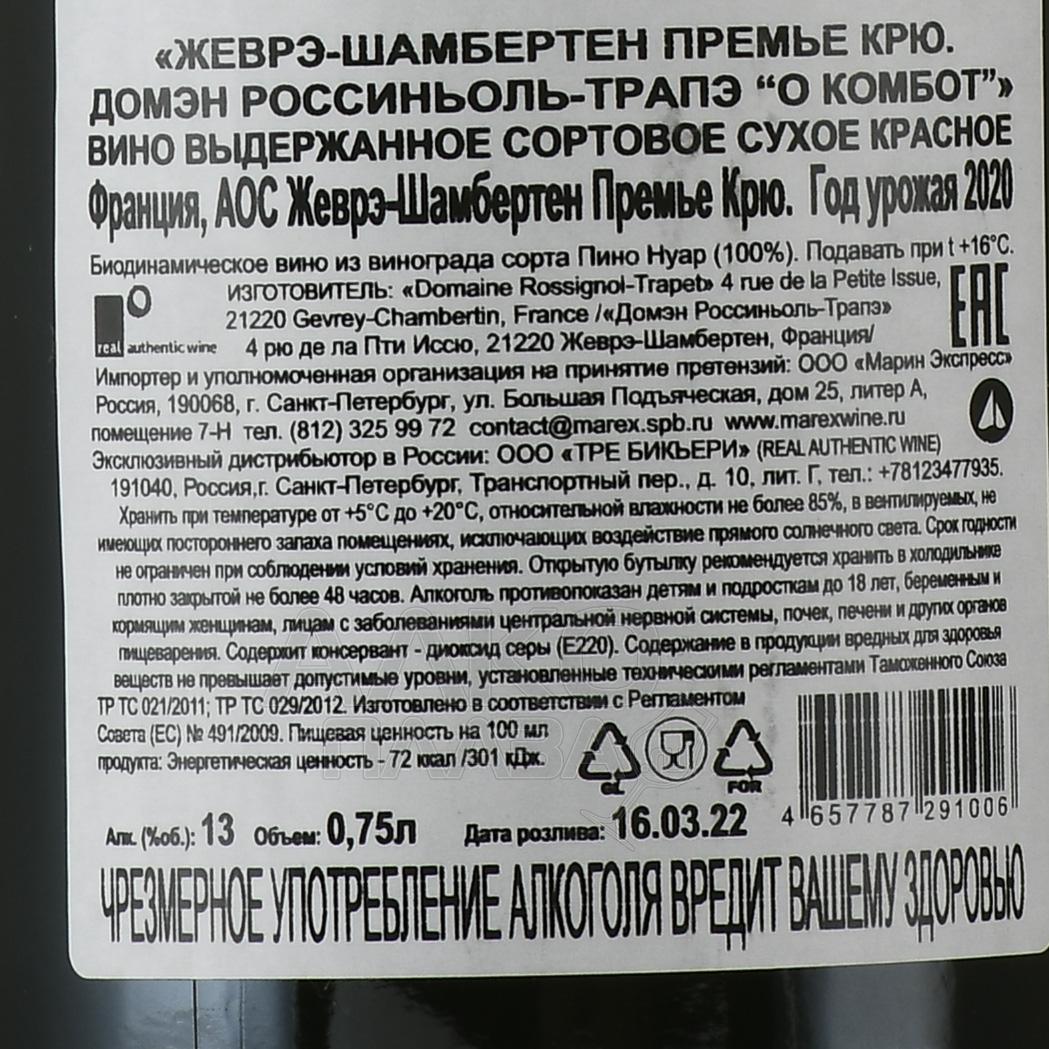 «ЖЕВРЭ-ШАМБЕРТЕН ПРЕМЬЕ КРЮ.
ДОМЭН РОССИНЬОЛЬ-ТРАПЭ “О КОМБОТ”»
ВИНО ВЫДЕРЖАННОЕ СОРТОВОЕ СУХОЕ КРАСНОЕ
Франция, АОС Жеврэ-Шамбертен Премье Крю. Год урожая 2020
Биодинамическое вино из винограда сорта Пино Нуар (100%). Подавать при t +16°C.
ИЗГОТОВИТЕЛЬ: «Domaine Rossignol-Trapet» 4 rue de la Petite Issue,
21220 Gevrey-Chambertin, France /«Домэн Россиньоль-Трапэ»
4 рю де ла Пти Иссю, 21220 Жеврэ-Шамбертен, Франция/
real authentic wine
EAC
Импортер и уполномоченная организация на принятие претензий: ООО «Марин Экспресс»
Россия, 190068, г. Санкт-Петербург, ул. Большая Подъяческая, дом 25, литер А,
помещение 7-Н тел. (812) 325 99 72 contact@marex.spb.ru www.marexwine.ru
Эксклюзивный дистрибьютор в России: ООО «ТРЕ БИКЪЕРИ» (REAL AUTHENTIC WINE)
191040, Россия,г. Санкт-Петербург, Транспортный пер., д. 10, лит. Г, тел.: +78123477935.
Хранить при температуре от +5°С до +20°С, относительной влажности не более 85%, в вентилируемых, не
имеющих постороннего запаха помещениях, исключающих воздействие прямого солнечного света. Срок годности
не ограничен при соблюдении условий хранения. Открытую бутылку рекомендуется хранить в холодильнике
плотно закрытой не более 48 часов. Алкоголь противопоказан детям и подросткам до 18 лет, беременным и
кормящим женщинам, лицам с заболеваниями центральной нервной системы, почек, печени и других органов
пищеварения. Содержит консервант - диоксид серы (Е220). Содержание в продукции вредных для здоровья
веществ не превышает допустимые уровни, установленные техническими регламентами Таможенного Союза
ТР ТС 021/2011; ТР ТС 029/2012. Изготовлено в соответствии с Регламентом
Совета (ЕС) № 491/2009. Пищевая ценность на 100 мл
продукта: Энергетическая ценность - 72 ккал /301 кДж.
GL
FOR
4 657787 291006
Алк. (%об.): 13 Объем: 0,75л Дата розлива: 16.03.22
ЧРЕЗМЕРНОЕ УПОТРЕБЛЕНИЕ АЛКОГОЛЯ ВРЕДИТ ВАШЕМУ ЗДОРОВЬЮ